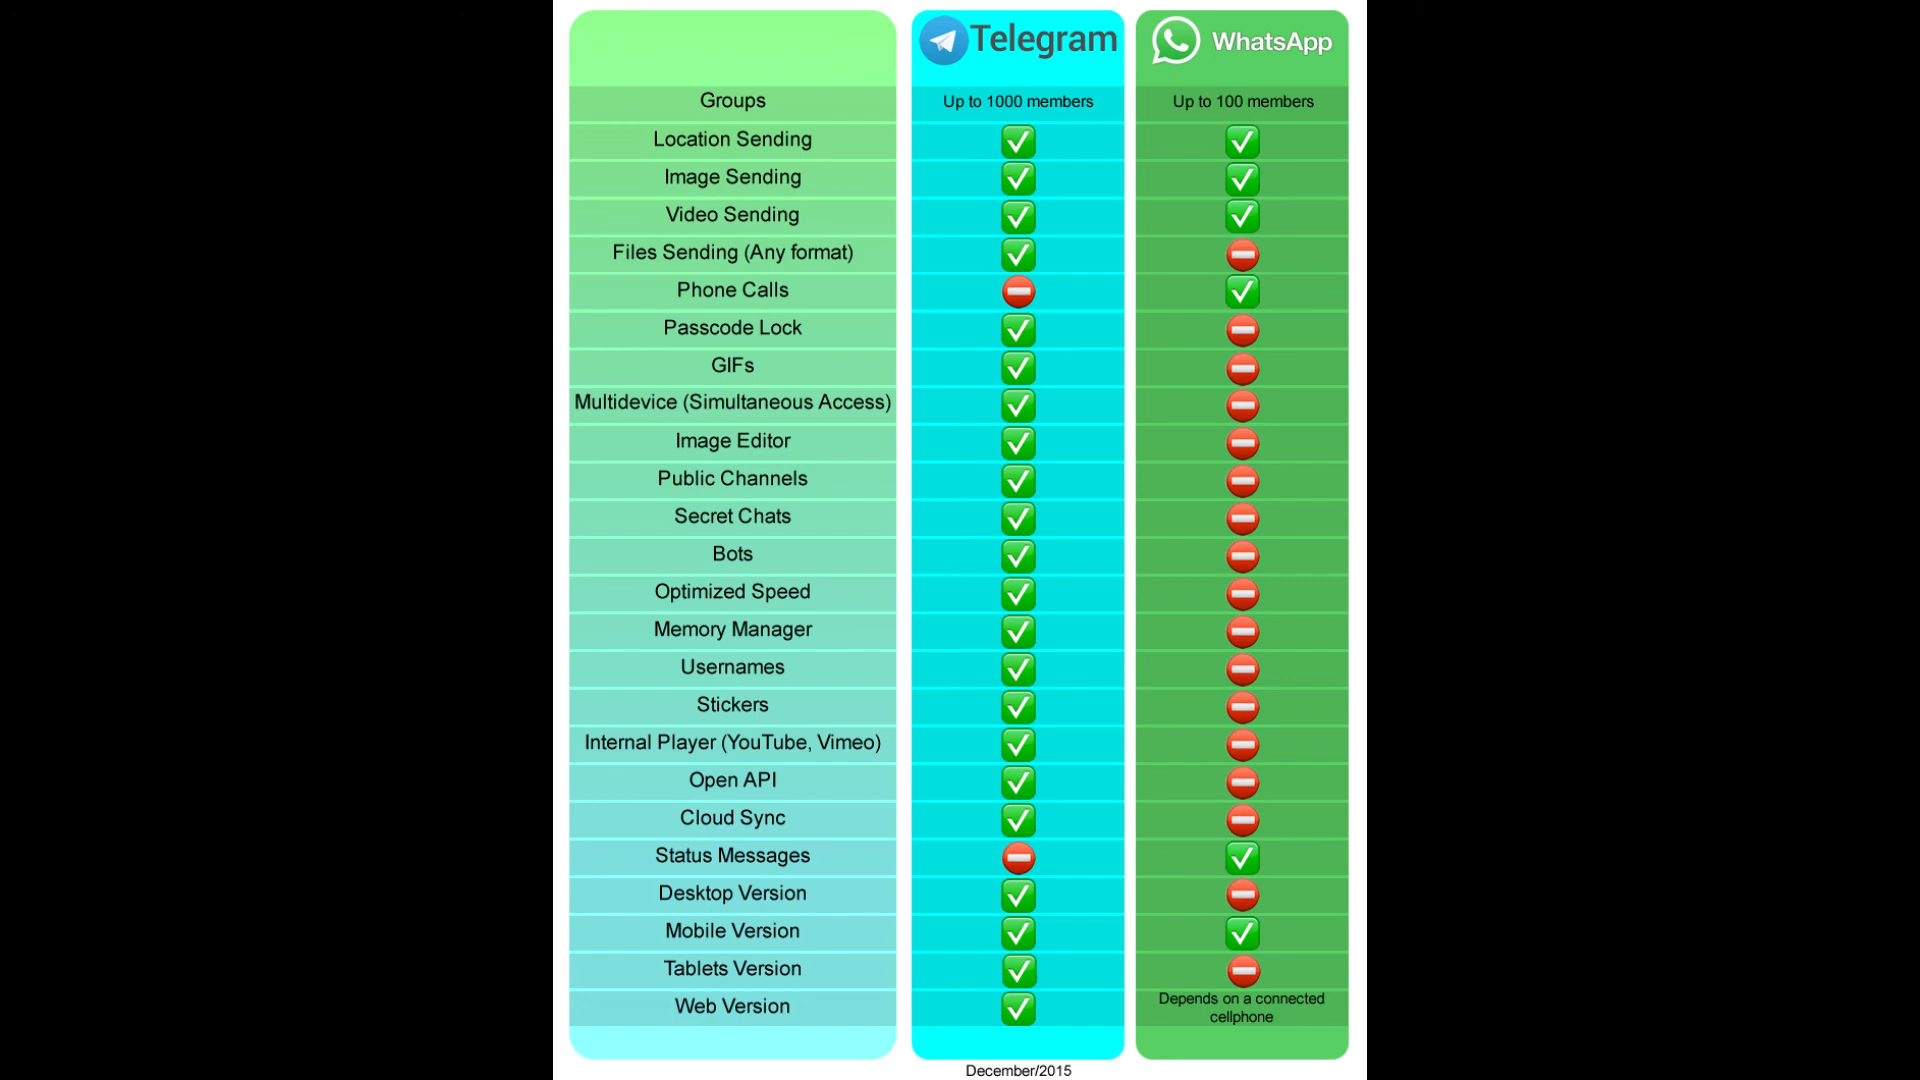 Telegram WhatsApp
Groups Up to 1000 members Up to 100 members
Location Sending
Image Sending
Video Sending
Files Sending (Any format)
Phone Calls
Passcode Lock
GIFs
Multidevice (Simultaneous Access)
Image Editor
Public Channels
Secret Chats
Bots
Optimized Speed
Memory Manager
Usernames
Stickers
Internal Player (YouTube, Vimeo)
Open API
Cloud Sync
Status Messages
Desktop Version
Mobile Version
Tablets Version
Web Version Depends on a connected
cellphone
December/2015